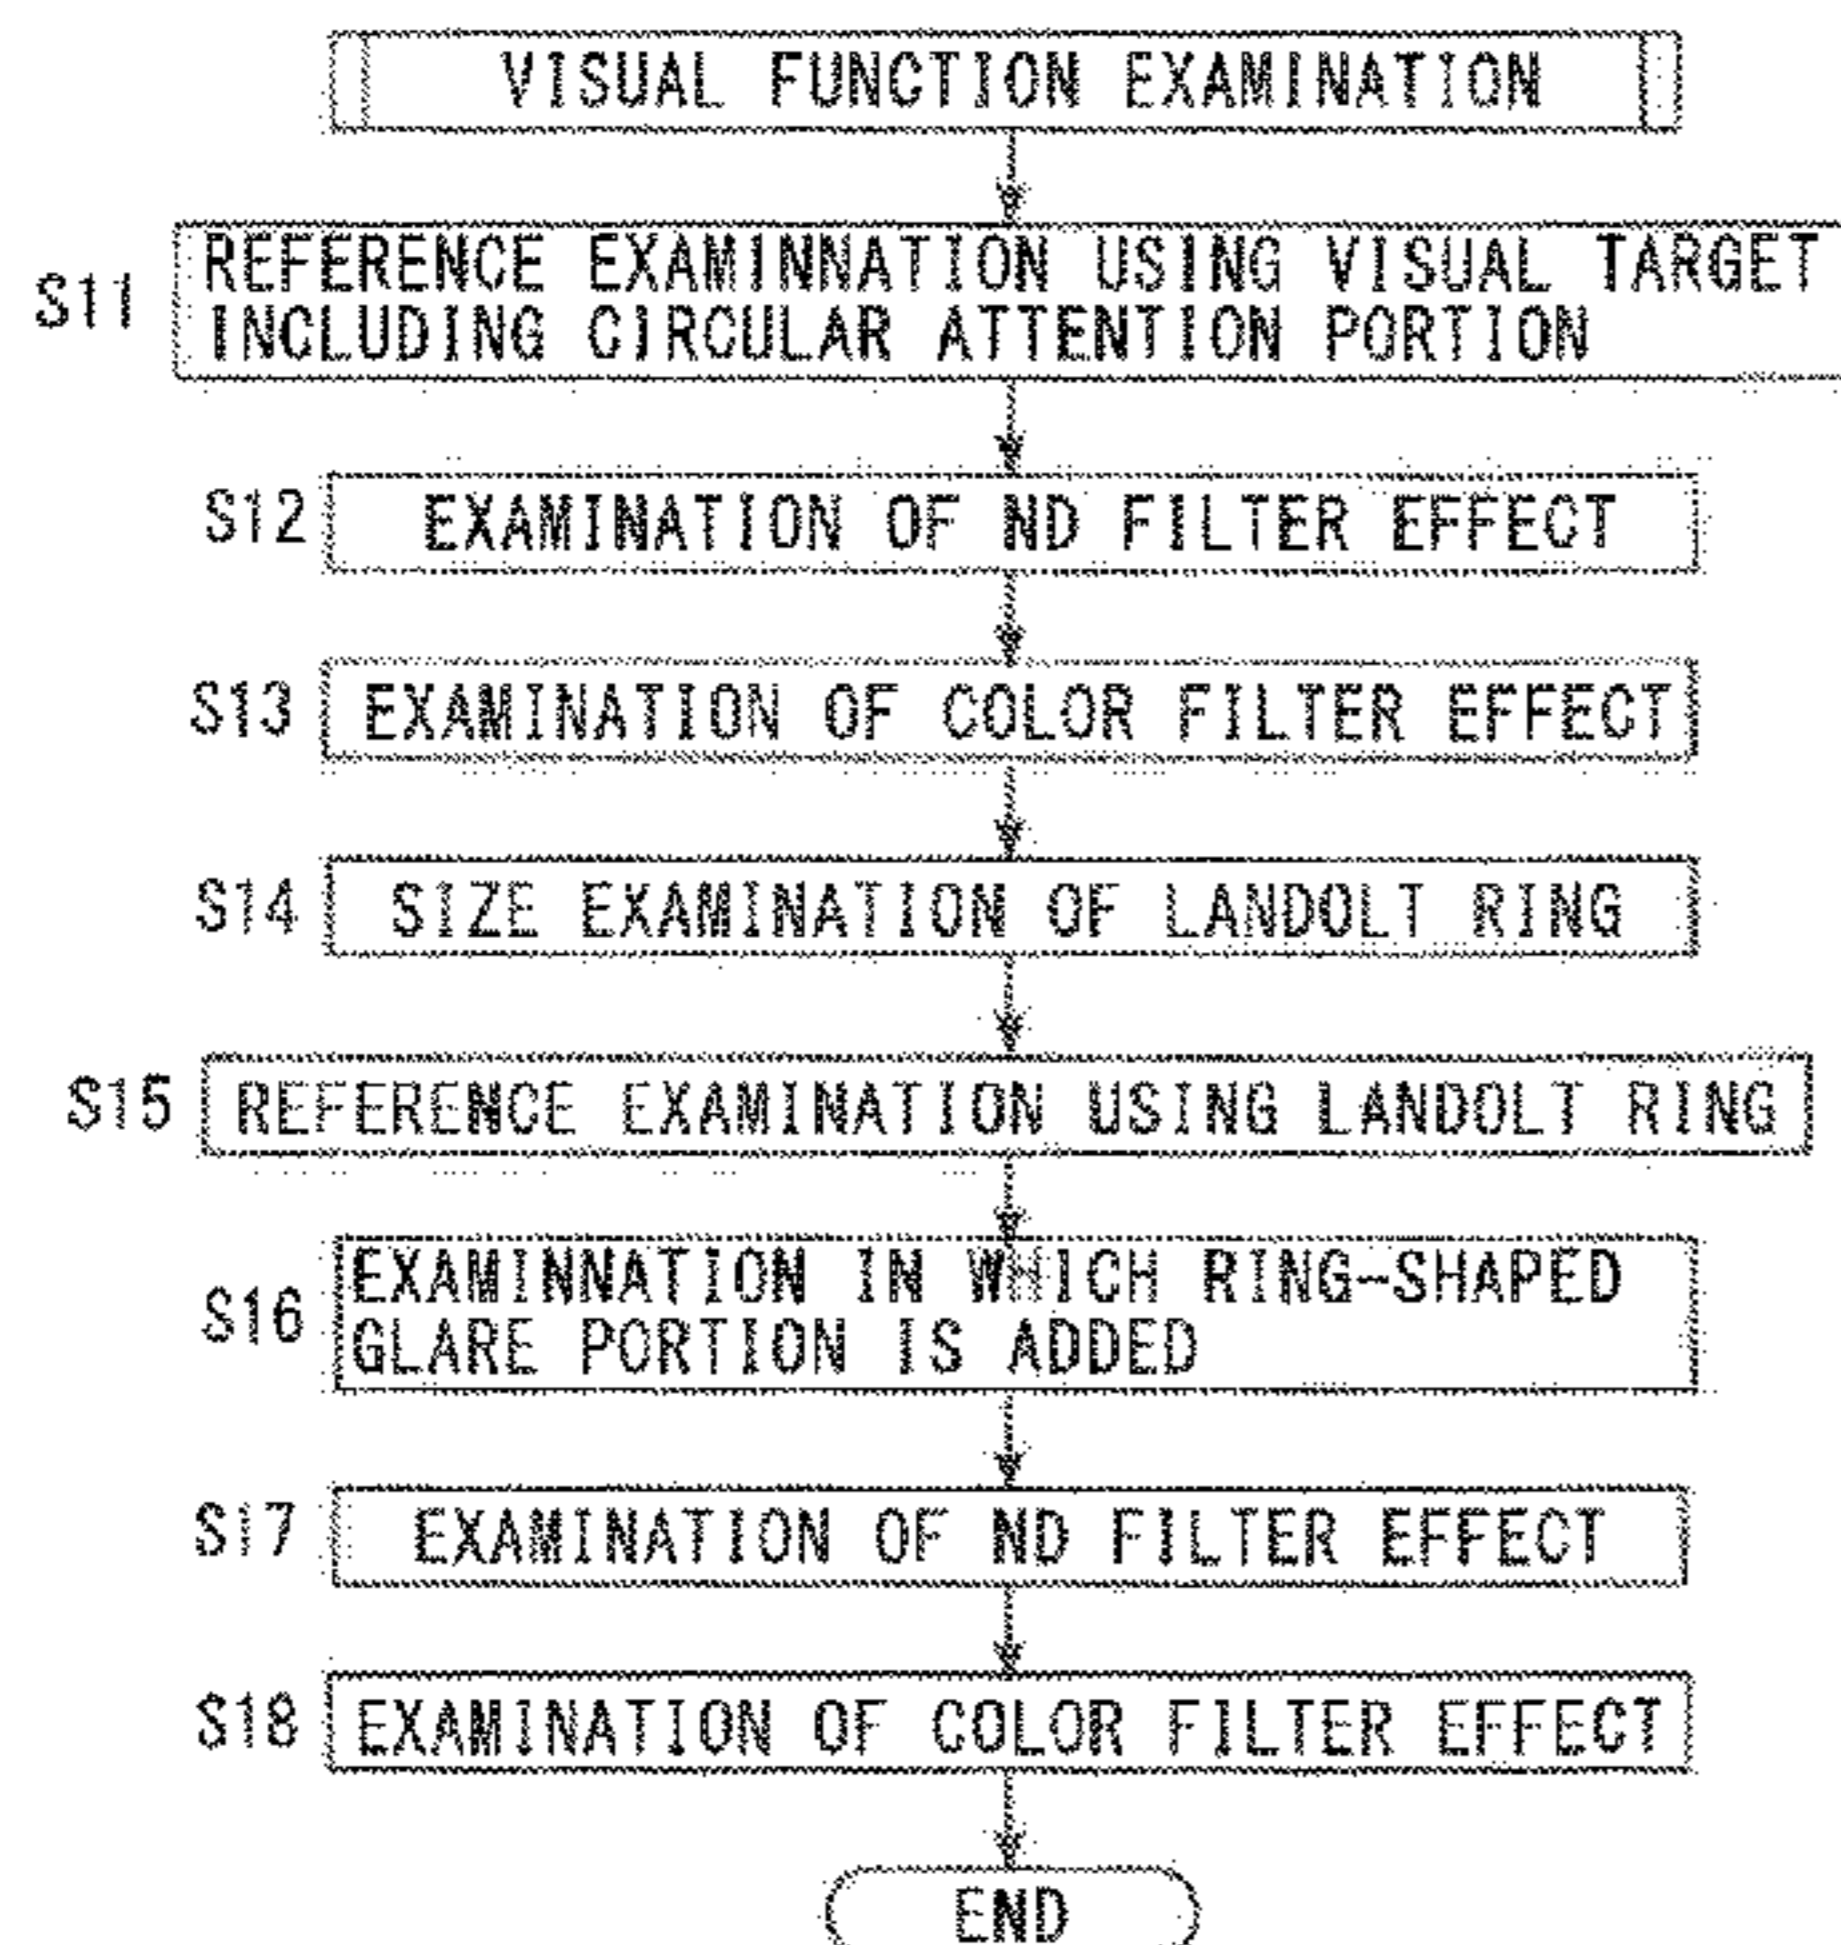 VISUAL FUNCTION EXAMINATION
S11
REFERENCE EXAMINNATION USING VISUAL TARGET
INCLUDING CIRCULAR ATTENTION PORTION
S12
EXAMINATION OF ND FILTER EFFECT
S13
EXAMINATION OF COLOR FILTER EFFECT
S14
SIZE EXAMINATION OF LANDOLT RING
S15
REFERENCE EXAMINATION USING LANDOLT RING
S16
EXAMINNATION IN WHICH RING-SHAPED
GLARE PORTION IS ADDED
S17
EXAMINATION OF ND FILTER EFFECT
S18
EXAMINATION OF COLOR FILTER EFFECT
END